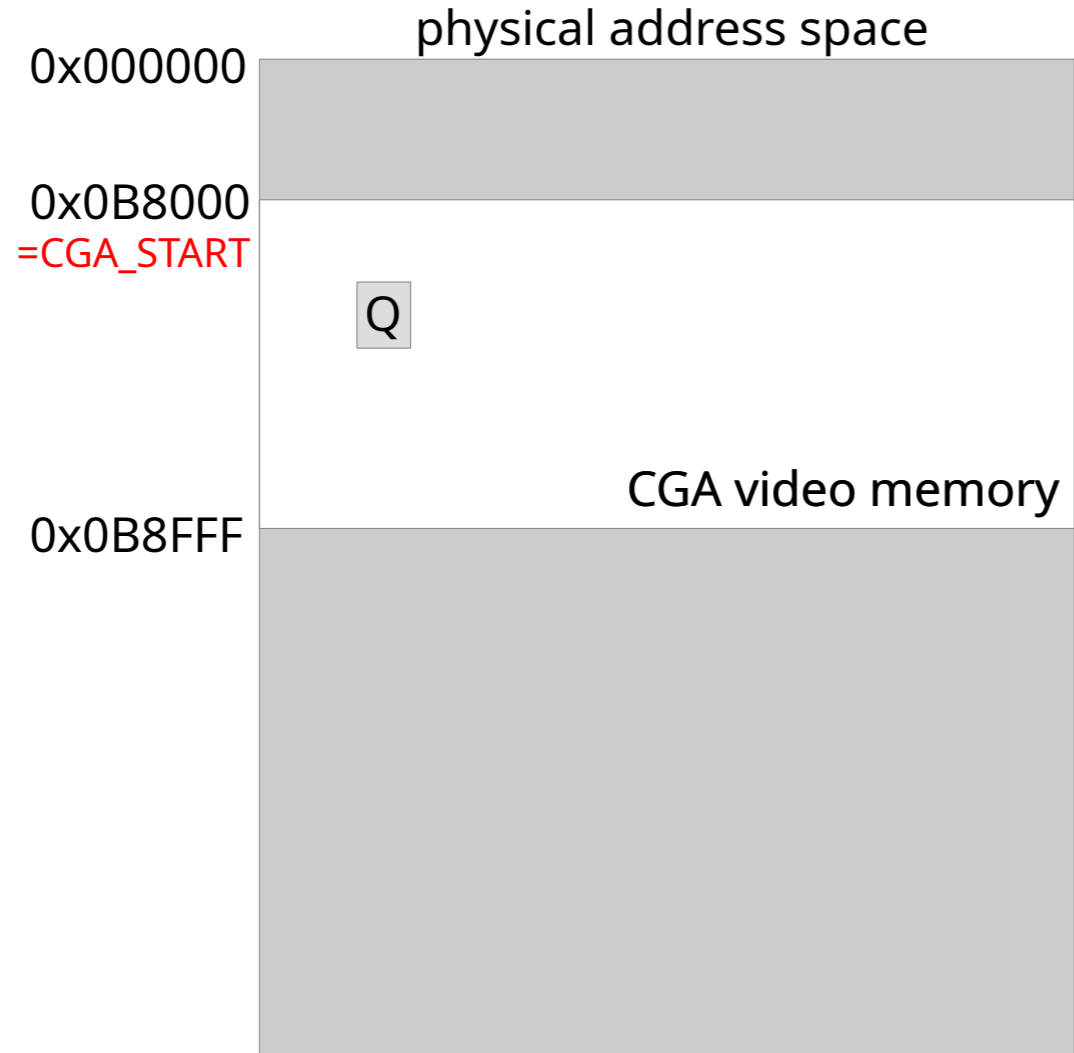 physical address space
0x000000
0x0B8000
=CGA_START
Q
CGA video memory
0x0B8FFF